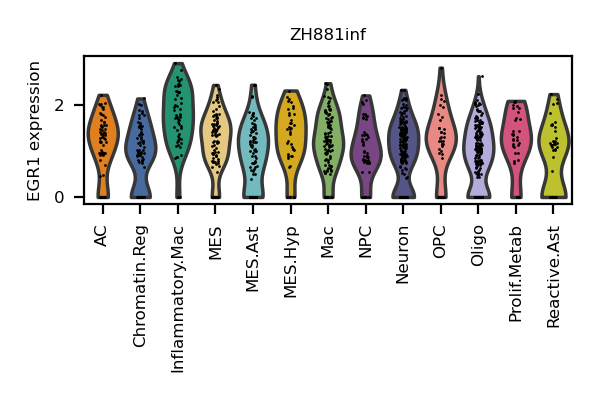 ZH881inf
EGR1 expression
2
0
AC
Chromatin.Reg
Inflammatory.Mac
MES
MES.Ast
MES.Hyp
Mac
NPC
Neuron
OPC
Oligo
Prolif.Metab
Reactive.Ast